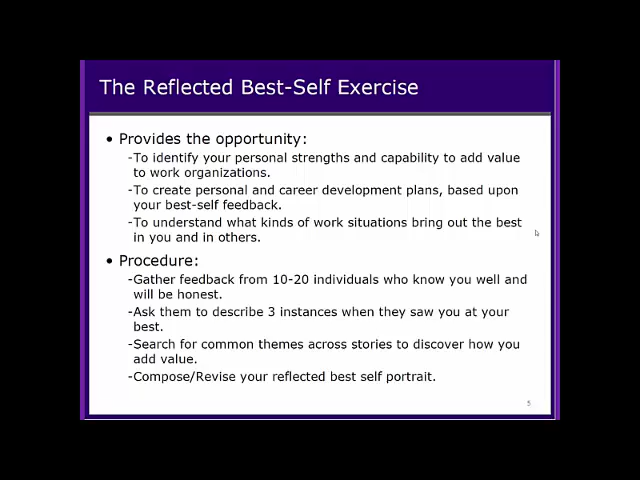 The Reflected Best-Self Exercise
• Provides the opportunity:
-To identify your personal strengths and capability to add value
to work organizations.
-To create personal and career development plans, based upon
your best-self feedback.
-To understand what kinds of work situations bring out the best
in you and in others.
• Procedure:
-Gather feedback from 10-20 individuals who know you well and
will be honest.
-Ask them to describe 3 instances when they saw you at your
best.
-Search for common themes across stories to discover how you
add value.
-Compose/Revise your reflected best self portrait.
5